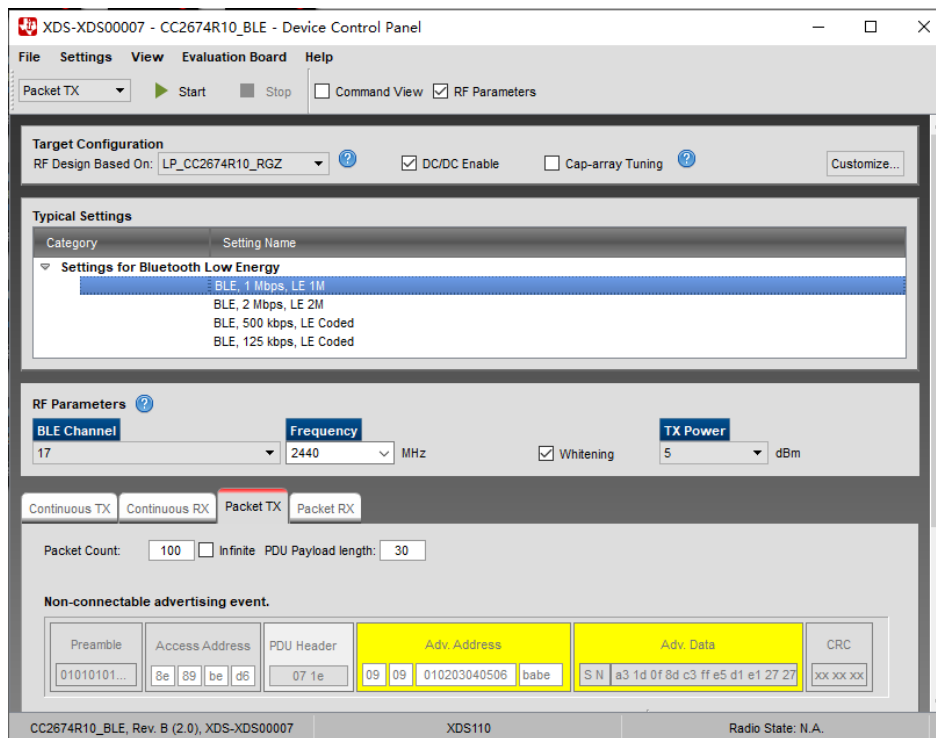 XDS-XDS00007 - CC2674R10_BLE - Device Control Panel
File Settings View Evaluation Board Help
Packet TX Start Stop Command View RF Parameters
Target Configuration
RF Design Based On: LP_CC2674R10_RGZ DC/DC Enable Cap-array Tuning Customize...
Typical Settings
Category Setting Name
Settings for Bluetooth Low Energy
BLE, 1 Mbps, LE 1M
BLE, 2 Mbps, LE 2M
BLE, 500 kbps, LE Coded
BLE, 125 kbps, LE Coded
RF Parameters
BLE Channel Frequency TX Power
17 2440 MHz Whitening 5 dBm
Continuous TX Continuous RX Packet TX Packet RX
Packet Count: 100 Infinite PDU Payload length: 30
Non-connectable advertising event.
Preamble Access Address PDU Header Adv. Address Adv. Data CRC
01010101... 8e 89 be d6 07 1e 09 09 010203040506 babe S N a3 1d 0f 8d c3 ff e5 d1 e1 27 27 xx xx xx
CC2674R10_BLE, Rev. B (2.0), XDS-XDS00007 XDS110 Radio State: N.A.